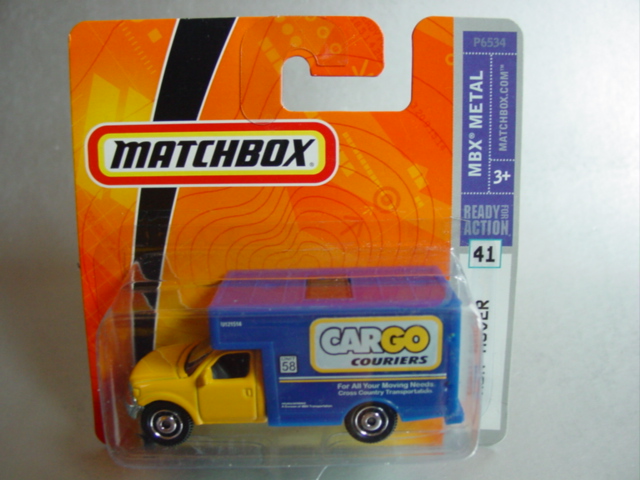 MATCHBOX
P6534
MBX® METAL
MATCHBOX.COM™
3+
READY FOR ACTION
41
CARGO
COURIERS
58
For All Your Moving Needs.
Cross Country Transportation